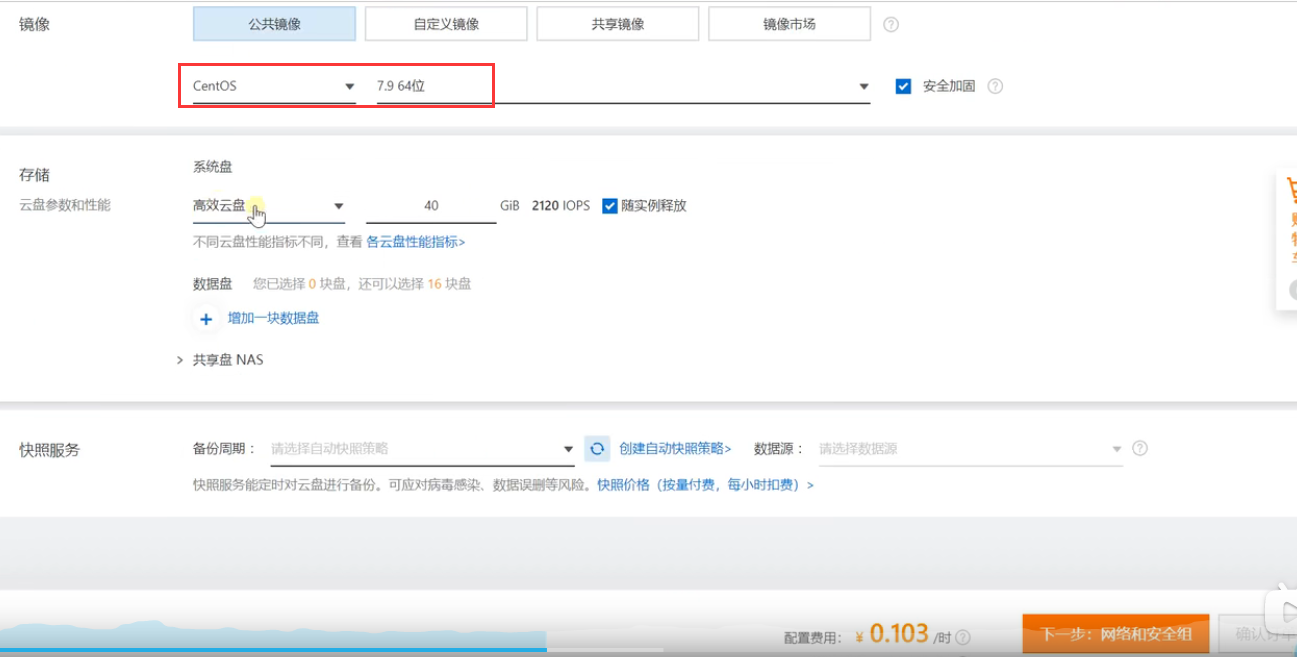 镜像 公共镜像 自定义镜像 共享镜像 镜像市场 ?
CentOS 7.9 64位 安全加固 ?
存储 系统盘
云盘参数和性能 高效云盘 40 GiB 2120 IOPS 随实例释放
不同云盘性能指标不同，查看 各云盘性能指标>
数据盘 您已选择 0 块盘，还可以选择 16 块盘
+ 增加一块数据盘
> 共享盘 NAS
快照服务 备份周期： 请选择自动快照策略 创建自动快照策略> 数据源： 请选择数据源 ?
快照服务能定时对云盘进行备份。可应对病毒感染、数据误删等风险。快照价格（按量付费，每小时扣费）>
配置费用： ¥ 0.103 /时 ? 下一步：网络和安全组 确认订单